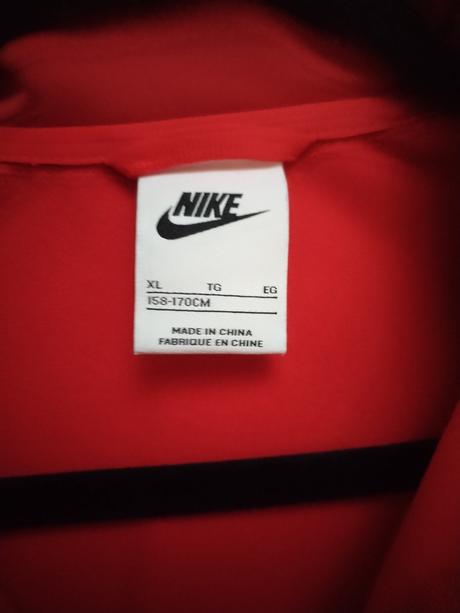 NIKE
XL TG EG
158-170CM
MADE IN CHINA
FABRIQUE EN CHINE